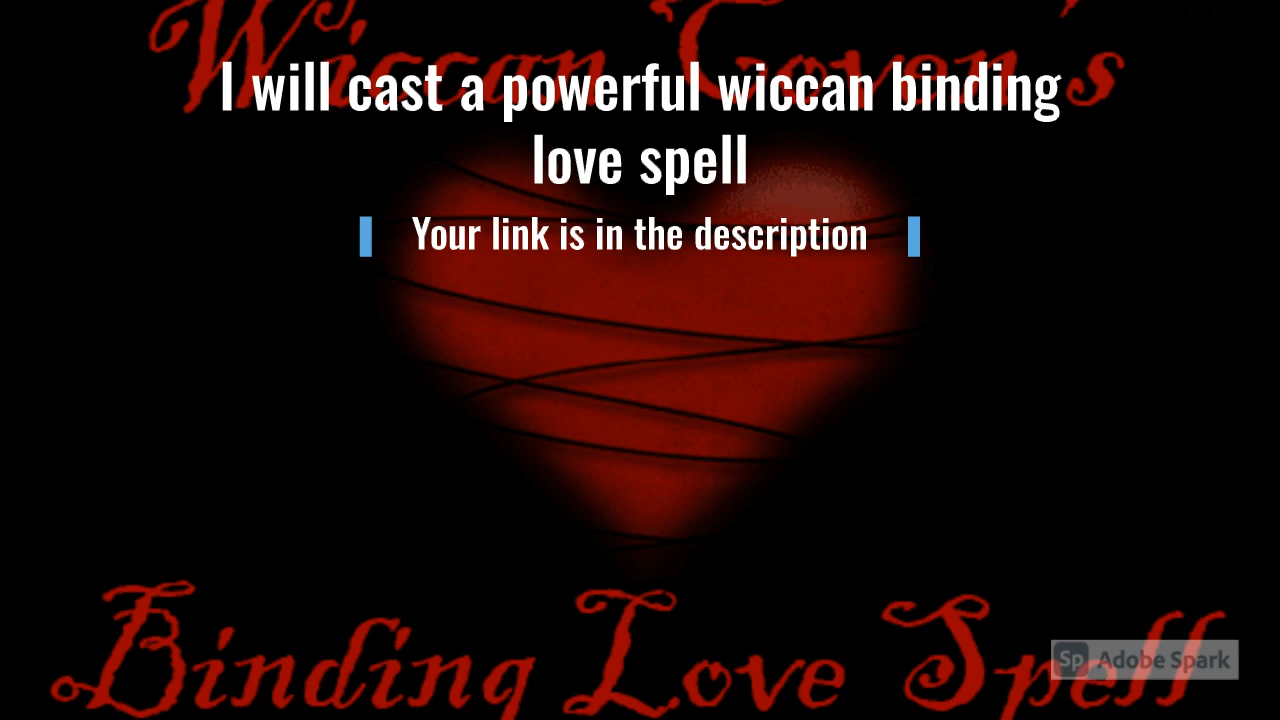 Wiccan Coven's
I will cast a powerful wiccan binding
love spell
Your link is in the description
Binding Love Spell
Sp Adobe Spark